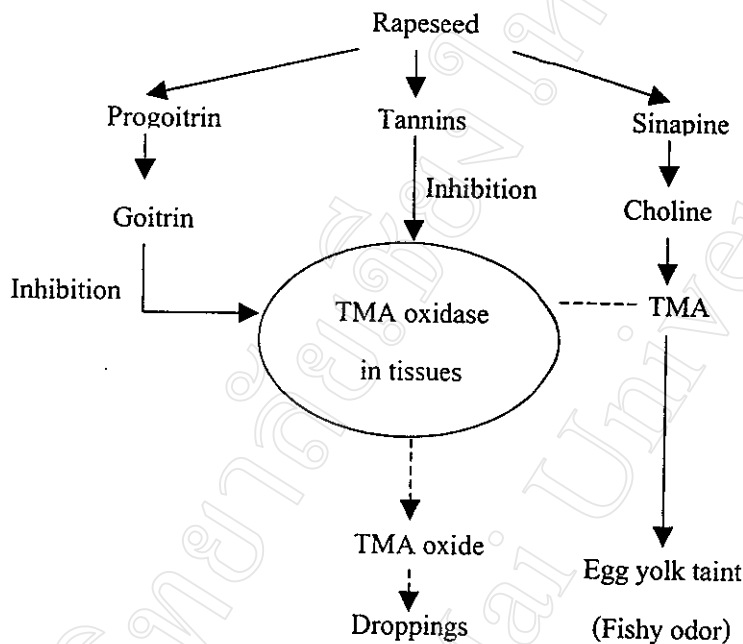 Rapeseed
Progoitrin Tannins Sinapine
Inhibition
Goitrin Choline
Inhibition TMA oxidase TMA
in tissues
TMA oxide
Egg yolk taint
Droppings (Fishy odor)